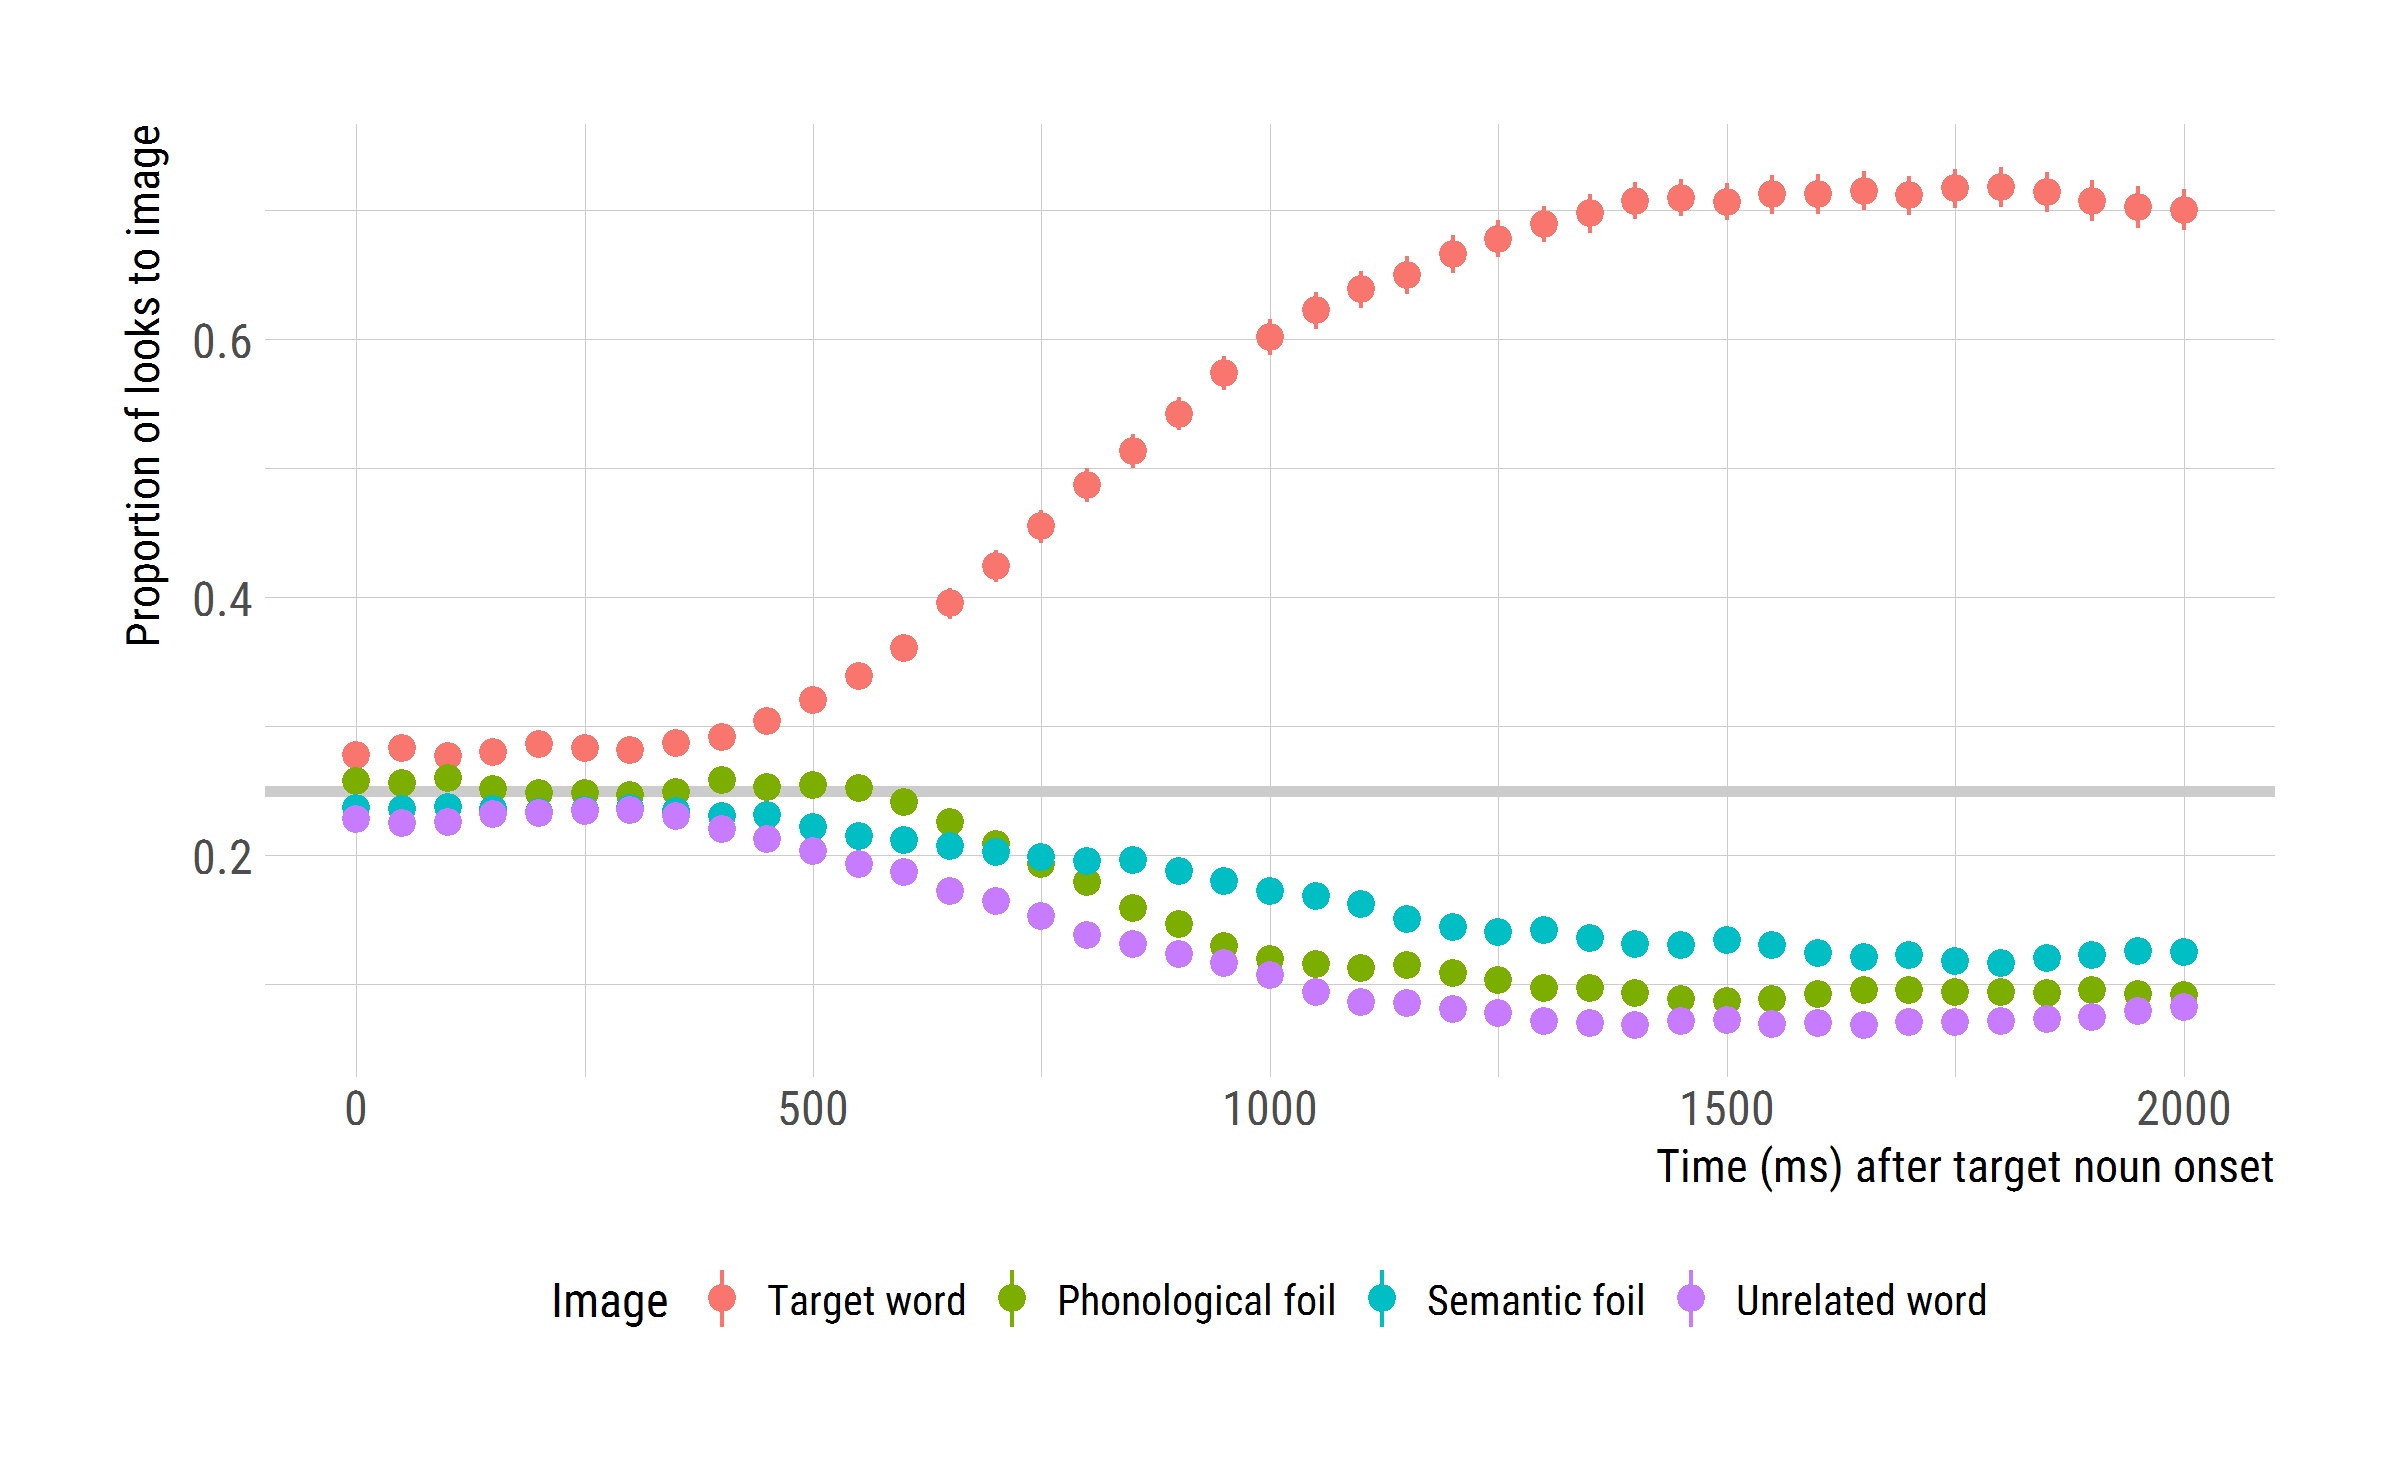 Proportion of looks to image
0.6
0.4
0.2
0 500 1000 1500 2000
Time (ms) after target noun onset
Image Target word Phonological foil Semantic foil Unrelated word